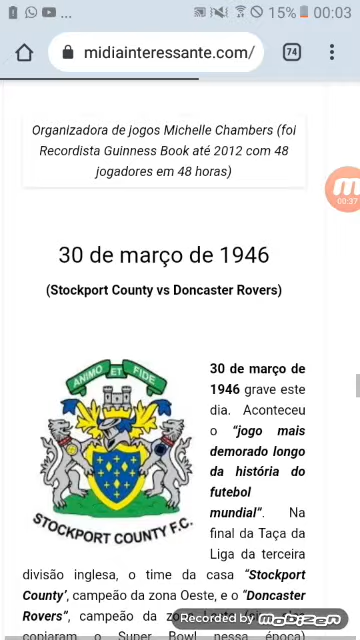 15% 00:03
midiainteressante.com/
74
Organizadora de jogos Michelle Chambers (foi
Recordista Guinness Book até 2012 com 48
jogadores em 48 horas)
00:37
30 de março de 1946
(Stockport County vs Doncaster Rovers)
ANIMO ET FIDE
STOCKPORT COUNTY F.C.
30 de março de
1946 grave este
dia. Aconteceu
o “jogo mais
demorado longo
da história do
futebol
mundial“. Na
final da Taça da
Liga da terceira
divisão inglesa, o time da casa “Stockport
County’, campeão da zona Oeste, e o “Doncaster
Rovers”, campeão da zona
copiaram o Super Bowl nessa época)
Recorded by mobizen